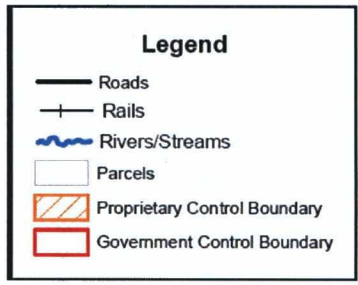 Legend
Roads
Rails
Rivers/Streams
Parcels
Proprietary Control Boundary
Government Control Boundary